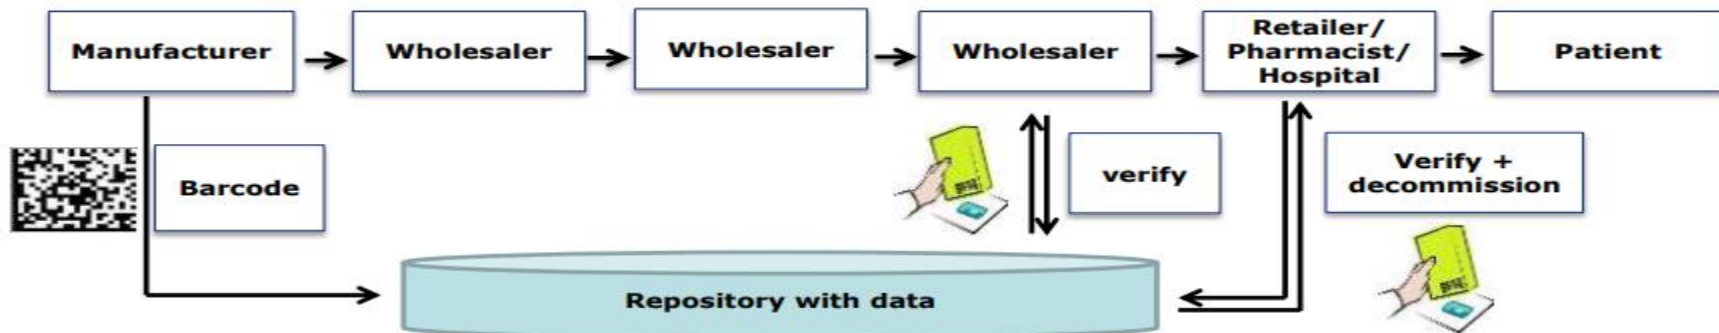 Manufacturer
Wholesaler
Wholesaler
Wholesaler
Retailer/
Pharmacist/
Hospital
Patient
Barcode
verify
Verify +
decommission
Repository with data